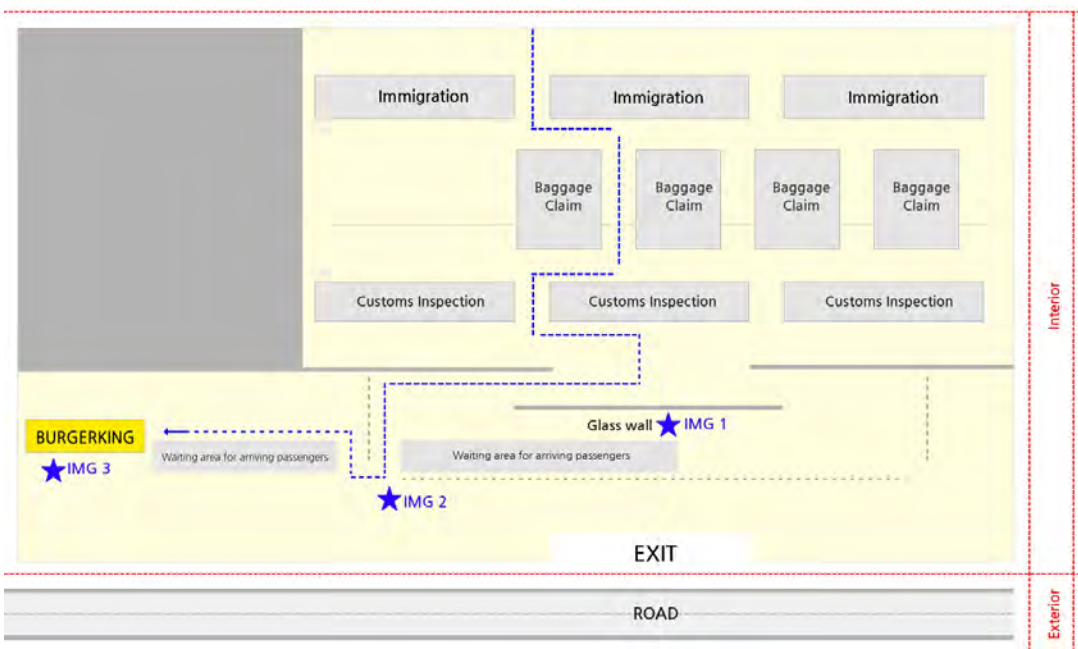 Immigration
Immigration
Immigration
Baggage
Claim
Baggage
Claim
Baggage
Claim
Baggage
Claim
Customs Inspection
Customs Inspection
Customs Inspection
Interior
Glass wall
IMG 1
BURGERKING
IMG 3
Waiting area for arriving passengers
Waiting area for arriving passengers
IMG 2
EXIT
ROAD
Exterior